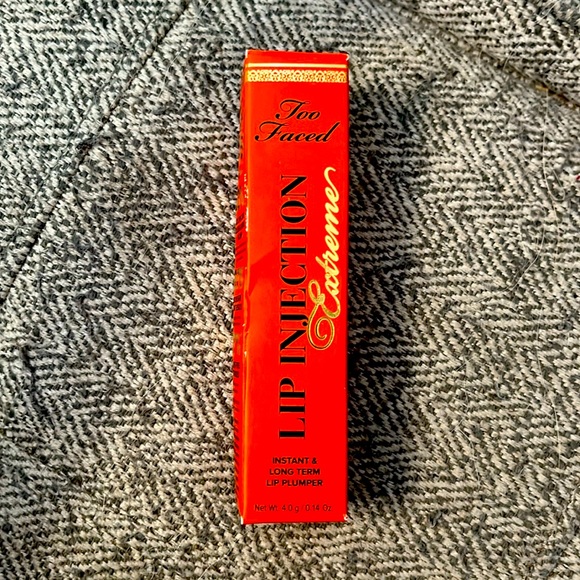 Too
Faced
LIP INJECTION
Extreme
INSTANT &
LONG TERM
LIP PLUMPER
Net Wt. 4.0 g / 0.14 Oz.